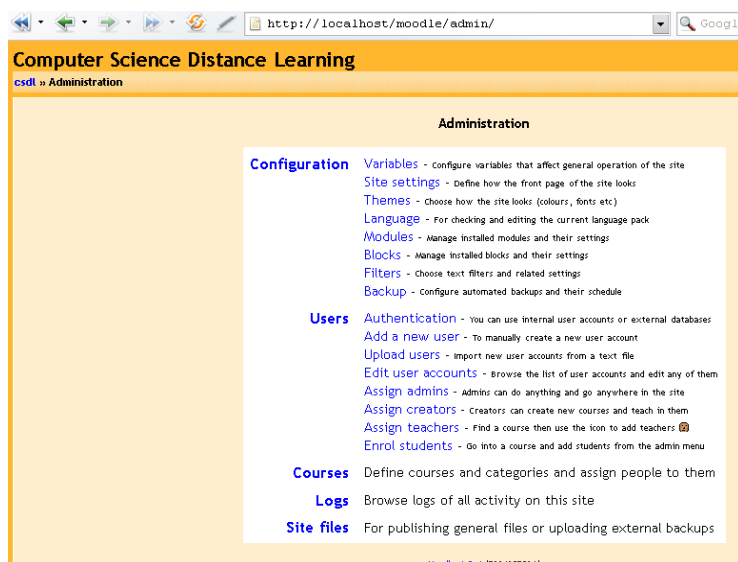 http://localhost/moodle/admin/
Googl
Computer Science Distance Learning
csdl » Administration
Administration
Configuration
Variables - Configure variables that affect general operation of the site
Site settings - Define how the front page of the site looks
Themes - Choose how the site looks (colours, fonts etc)
Language - For checking and editing the current language pack
Modules - Manage installed modules and their settings
Blocks - Manage installed blocks and their settings
Filters - Choose text filters and related settings
Backup - Configure automated backups and their schedule
Users
Authentication - You can use internal user accounts or external databases
Add a new user - To manually create a new user account
Upload users - Import new user accounts from a text file
Edit user accounts - Browse the list of user accounts and edit any of them
Assign admins - Admins can do anything and go anywhere in the site
Assign creators - Creators can create new courses and teach in them
Assign teachers - Find a course then use the icon to add teachers
Enrol students - Go into a course and add students from the admin menu
Courses Define courses and categories and assign people to them
Logs Browse logs of all activity on this site
Site files For publishing general files or uploading external backups